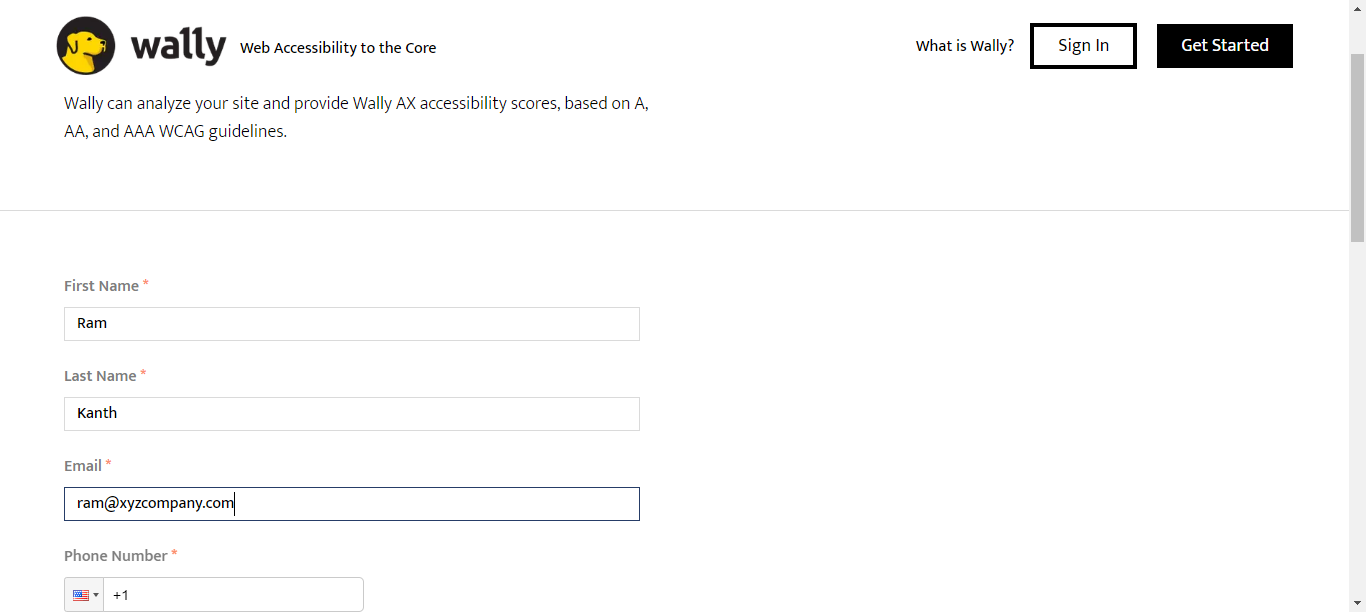 wally Web Accessibility to the Core What is Wally? Sign In Get Started
Wally can analyze your site and provide Wally AX accessibility scores, based on A,
AA, and AAA WCAG guidelines.
First Name *
Ram
Last Name *
Kanth
Email *
ram@xyzcompany.com
Phone Number *
+1